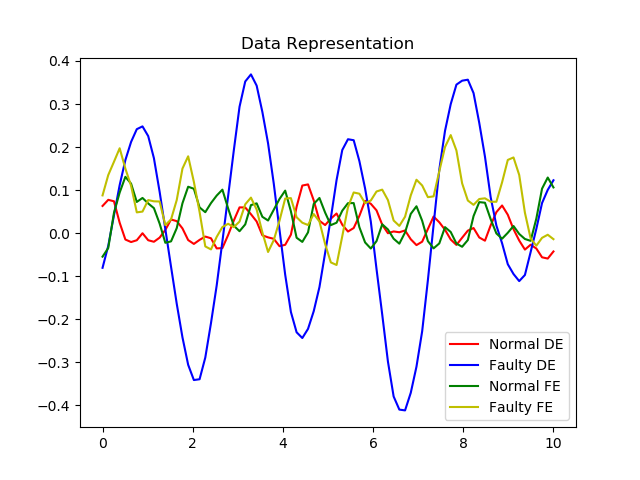 Data Representation
0.4
0.3
0.2
0.1
0.0
−0.1
−0.2
−0.3
−0.4
Normal DE
Faulty DE
Normal FE
Faulty FE
0 2 4 6 8 10